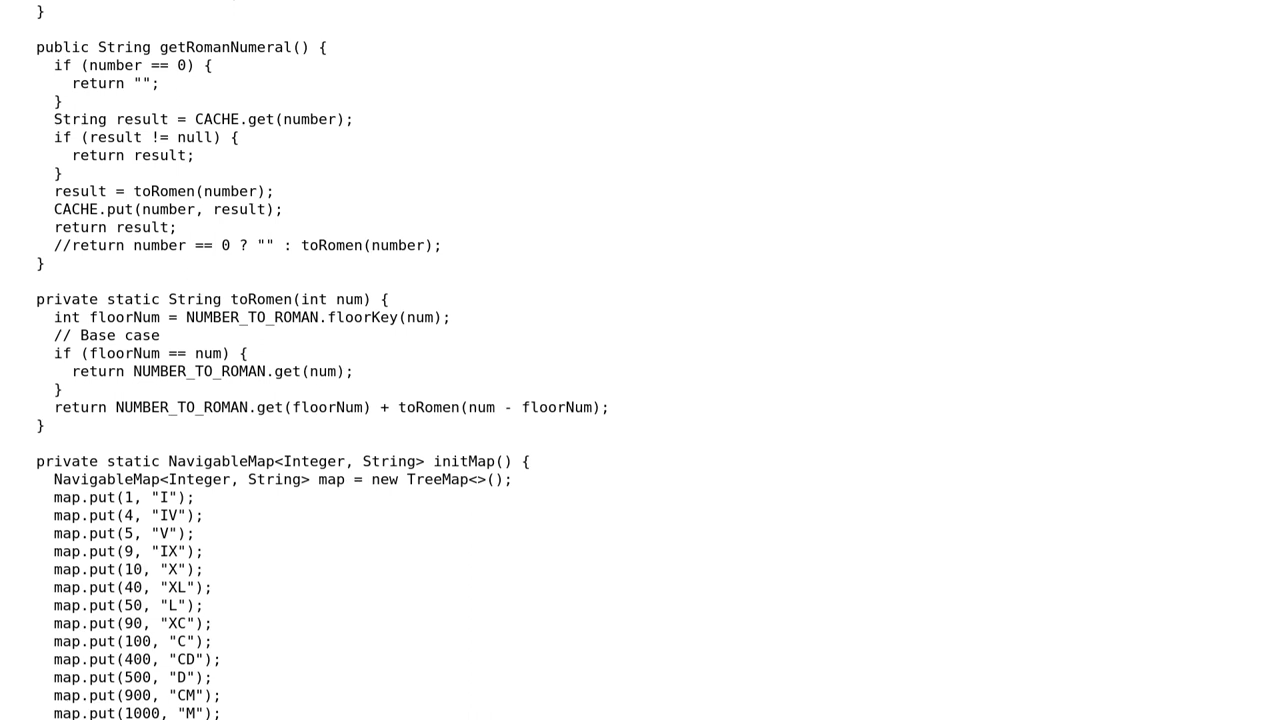 }
public String getRomanNumeral() {
if (number == 0) {
return "";
}
String result = CACHE.get(number);
if (result != null) {
return result;
}
result = toRomen(number);
CACHE.put(number, result);
return result;
//return number == 0 ? "" : toRomen(number);
}
private static String toRomen(int num) {
int floorNum = NUMBER_TO_ROMAN.floorKey(num);
// Base case
if (floorNum == num) {
return NUMBER_TO_ROMAN.get(num);
}
return NUMBER_TO_ROMAN.get(floorNum) + toRomen(num - floorNum);
}
private static NavigableMap<Integer, String> initMap() {
NavigableMap<Integer, String> map = new TreeMap<>();
map.put(1, "I");
map.put(4, "IV");
map.put(5, "V");
map.put(9, "IX");
map.put(10, "X");
map.put(40, "XL");
map.put(50, "L");
map.put(90, "XC");
map.put(100, "C");
map.put(400, "CD");
map.put(500, "D");
map.put(900, "CM");
map.put(1000, "M");